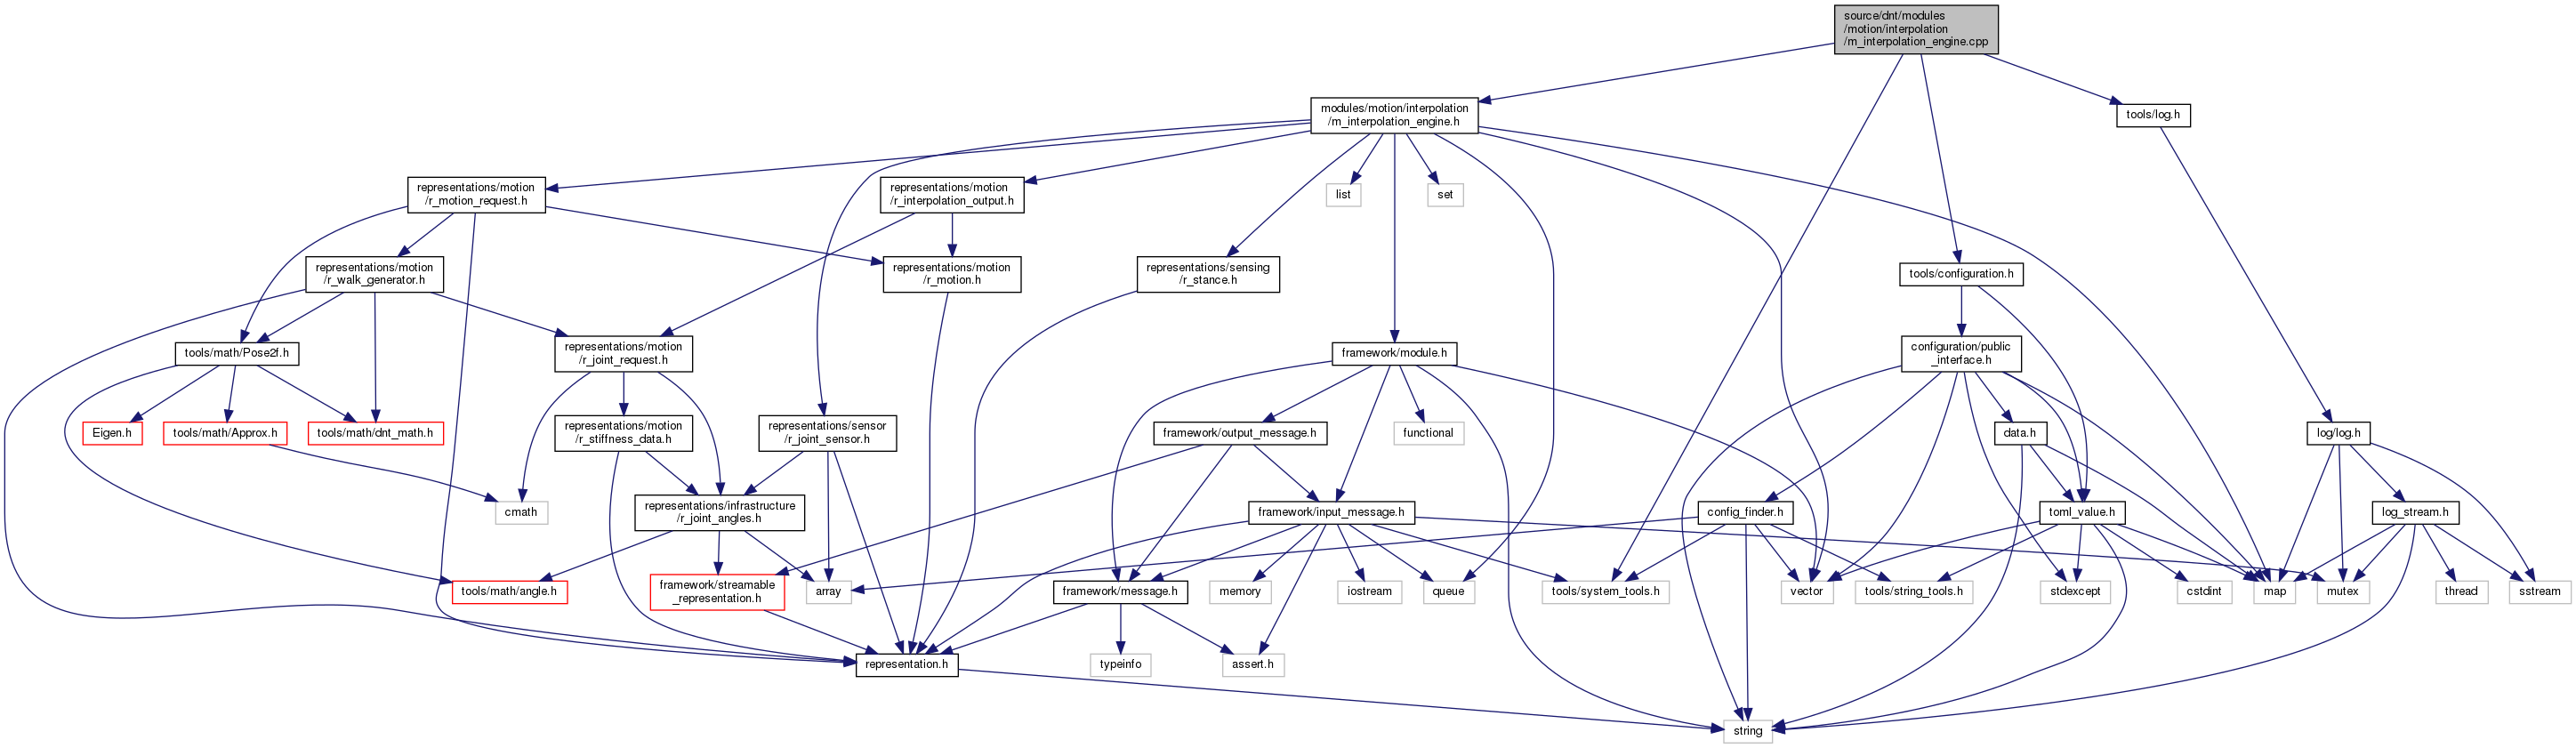 source/dnt/modules
/motion/interpolation
/m_interpolation_engine.cpp
modules/motion/interpolation
/m_interpolation_engine.h
tools/log.h
representations/motion
/r_motion_request.h
representations/motion
/r_interpolation_output.h
list
set
representations/motion
/r_walk_generator.h
representations/motion
/r_motion.h
representations/sensing
/r_stance.h
tools/configuration.h
tools/math/Pose2f.h
representations/motion
/r_joint_request.h
framework/module.h
configuration/public
_interface.h
Eigen.h
tools/math/Approx.h
tools/math/dnt_math.h
representations/motion
/r_stiffness_data.h
representations/sensor
/r_joint_sensor.h
framework/output_message.h
functional
data.h
log/log.h
cmath
representations/infrastructure
/r_joint_angles.h
framework/input_message.h
config_finder.h
toml_value.h
log_stream.h
tools/math/angle.h
framework/streamable
_representation.h
array
framework/message.h
memory
iostream
queue
tools/system_tools.h
vector
tools/string_tools.h
stdexcept
cstdint
map
mutex
thread
sstream
representation.h
typeinfo
assert.h
string